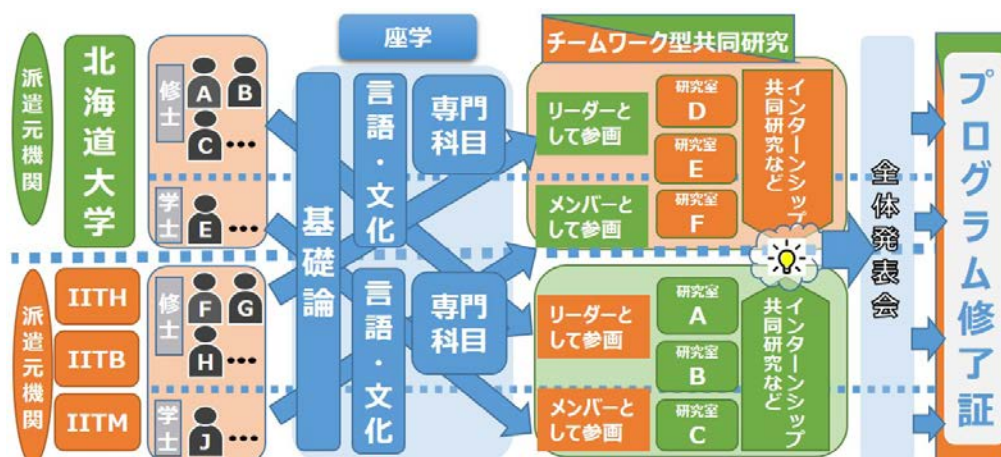 座学
チームワーク型共同研究
派遣元機関
北海道大学
修士
A
B
C
•••
学士
E
•••
基礎論
言語・文化
専門科目
リーダーと
して参画
メンバーと
して参画
研究室
D
研究室
E
研究室
F
インターンシップ
共同研究など
派遣元機関
IITH
IITB
IITM
修士
F
G
H
•••
学士
J
•••
言語・文化
専門科目
リーダーと
して参画
メンバーと
して参画
研究室
A
研究室
B
研究室
C
インターンシップ
共同研究など
全体発表会
プログラム修了証